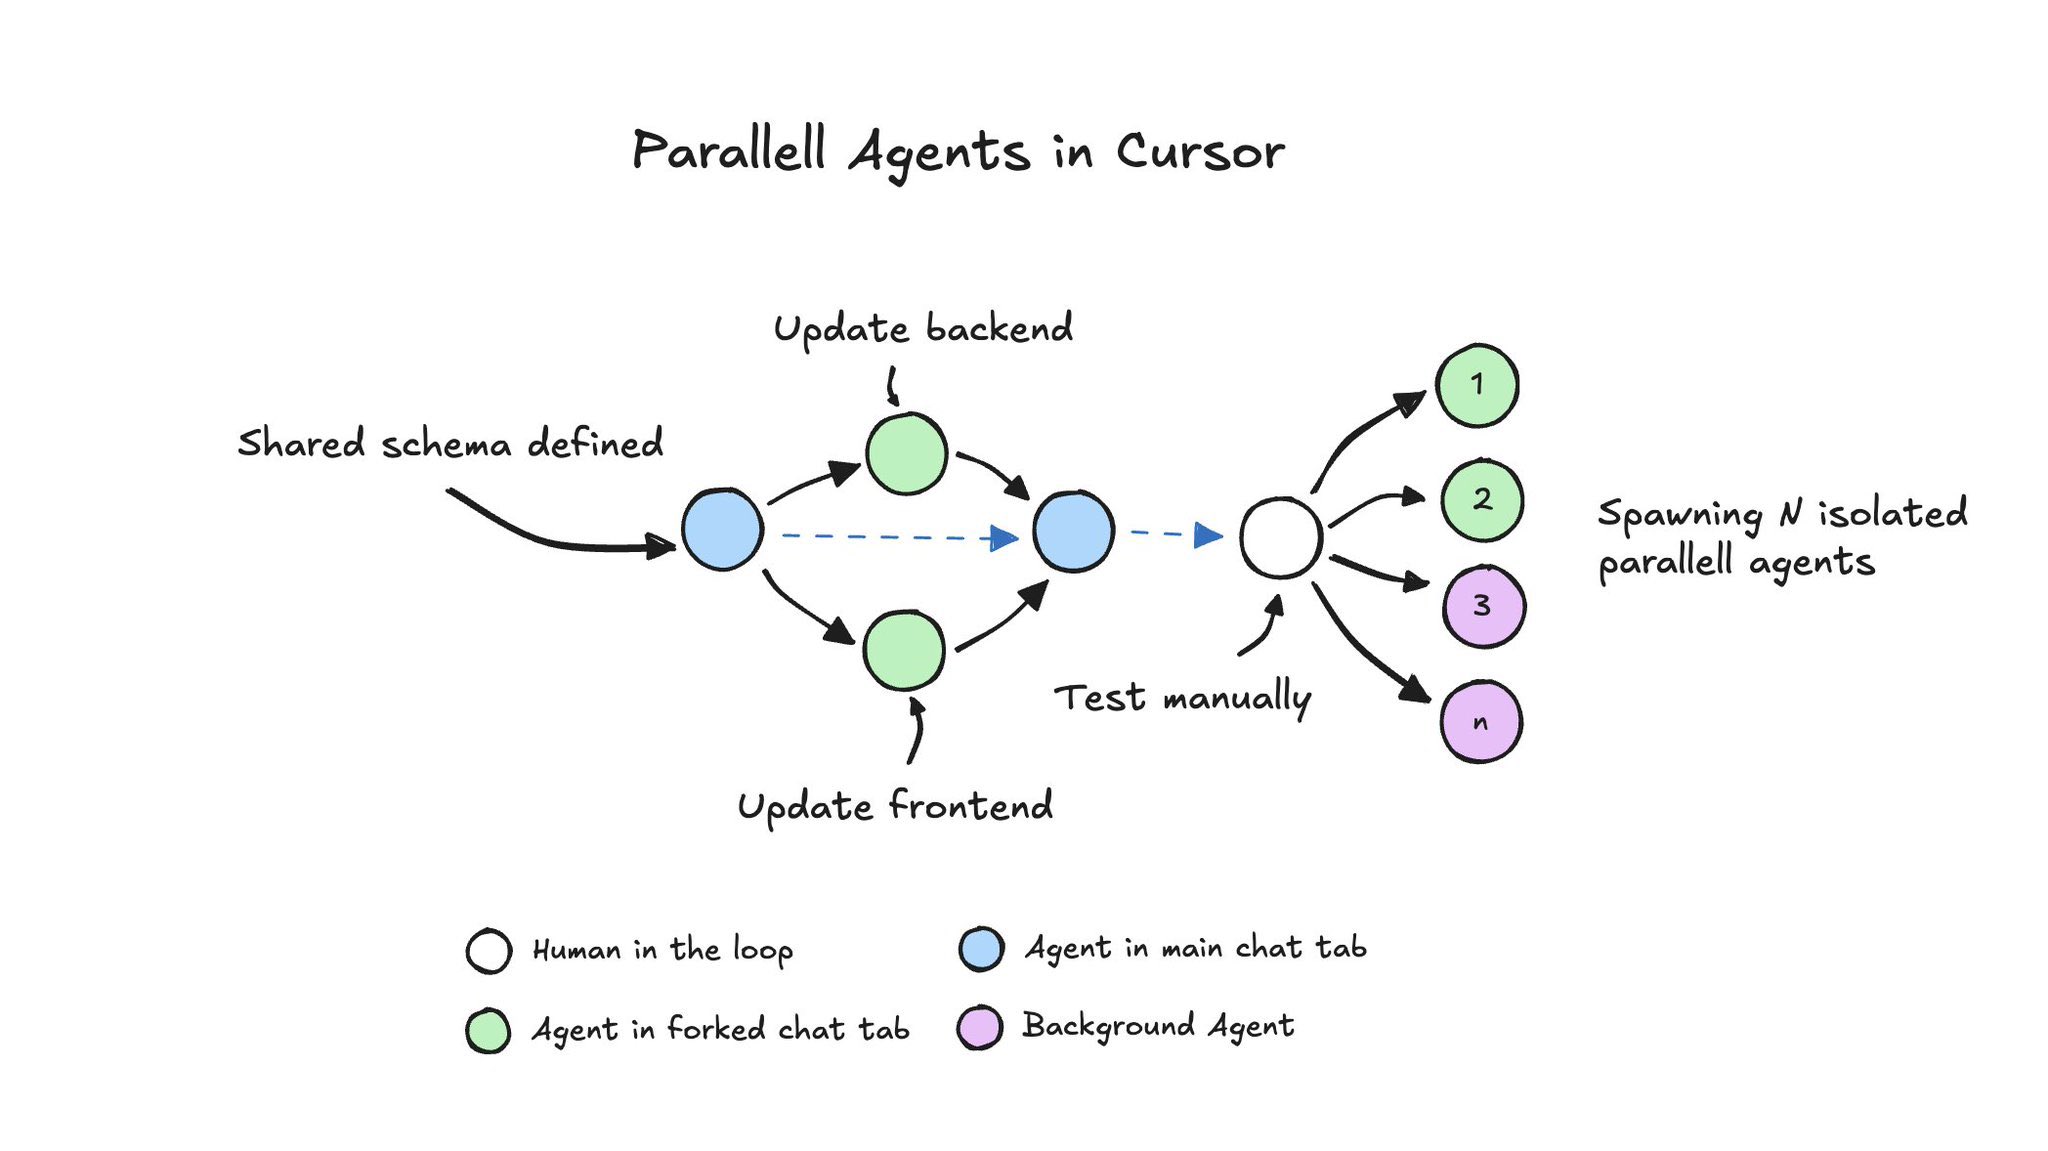 Parallell Agents in Cursor
Update backend
Shared schema defined
1
2
3
n
Spawning N isolated
parallell agents
Test manually
Update frontend
Human in the loop
Agent in main chat tab
Agent in forked chat tab
Background Agent